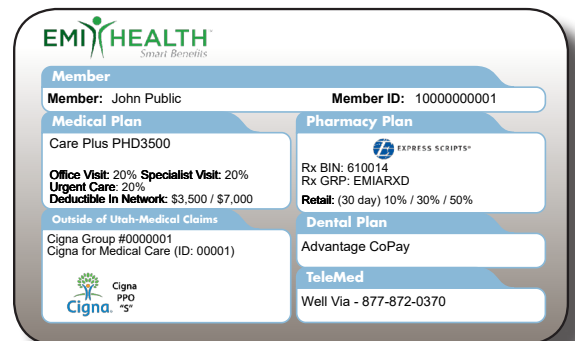 EMI HEALTH
Smart Benefits
Member
Member: John Public Member ID: 10000000001
Medical Plan
Care Plus PHD3500
Office Visit: 20% Specialist Visit: 20%
Urgent Care: 20%
Deductible In Network: $3,500 / $7,000
Outside of Utah-Medical Claims
Cigna Group #0000001
Cigna for Medical Care (ID: 00001)
Cigna.
Cigna
PPO
"S"
Pharmacy Plan
EXPRESS SCRIPTS®
Rx BIN: 610014
Rx GRP: EMIARXD
Retail: (30 day) 10% / 30% / 50%
Dental Plan
Advantage CoPay
TeleMed
Well Via - 877-872-0370